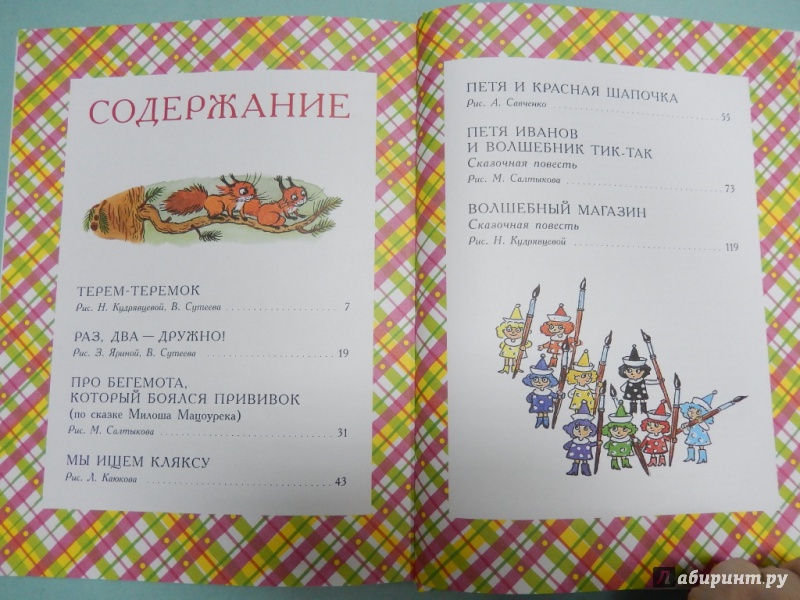 СОДЕРЖАНИЕ
ТЕРЕМ-ТЕРЕМОК
Рис. Н. Кудрявцевой, В. Сутеева 7
РАЗ, ДВА — ДРУЖНО!
Рис. З. Яриной, В. Сутеева 19
ПРО БЕГЕМОТА,
КОТОРЫЙ БОЯЛСЯ ПРИВИВОК
(по сказке Милоша Мацоурека)
Рис. М. Салтыкова 31
МЫ ИЩЕМ КЛЯКСУ
Рис. Л. Каюкова 43
ПЕТЯ И КРАСНАЯ ШАПОЧКА
Рис. А. Савченко 55
ПЕТЯ ИВАНОВ
И ВОЛШЕБНИК ТИК-ТАК
Сказочная повесть
Рис. М. Салтыкова 73
ВОЛШЕБНЫЙ МАГАЗИН
Сказочная повесть
Рис. Н. Кудрявцевой 119
Лабиринт.ру